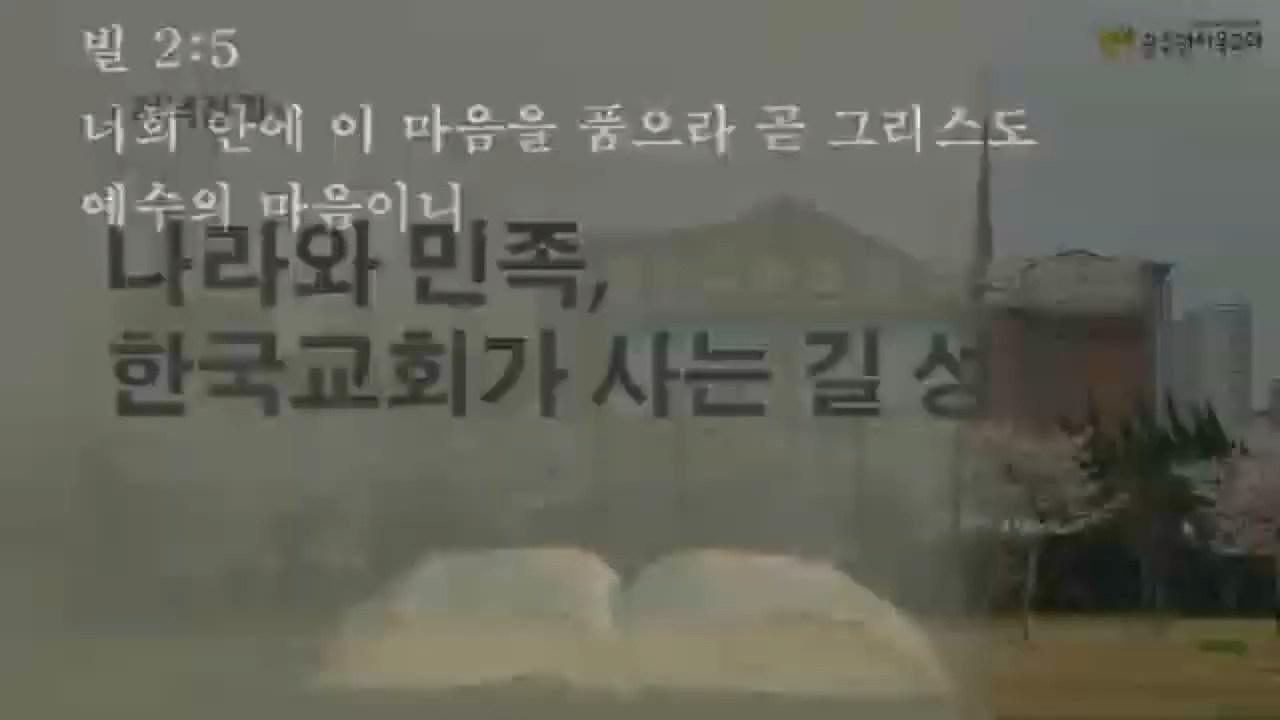 빌 2:5
너희 안에 이 마음을 품으라 곧 그리스도
예수의 마음이니
나라와 민족,
한국교회가 사는 길 성